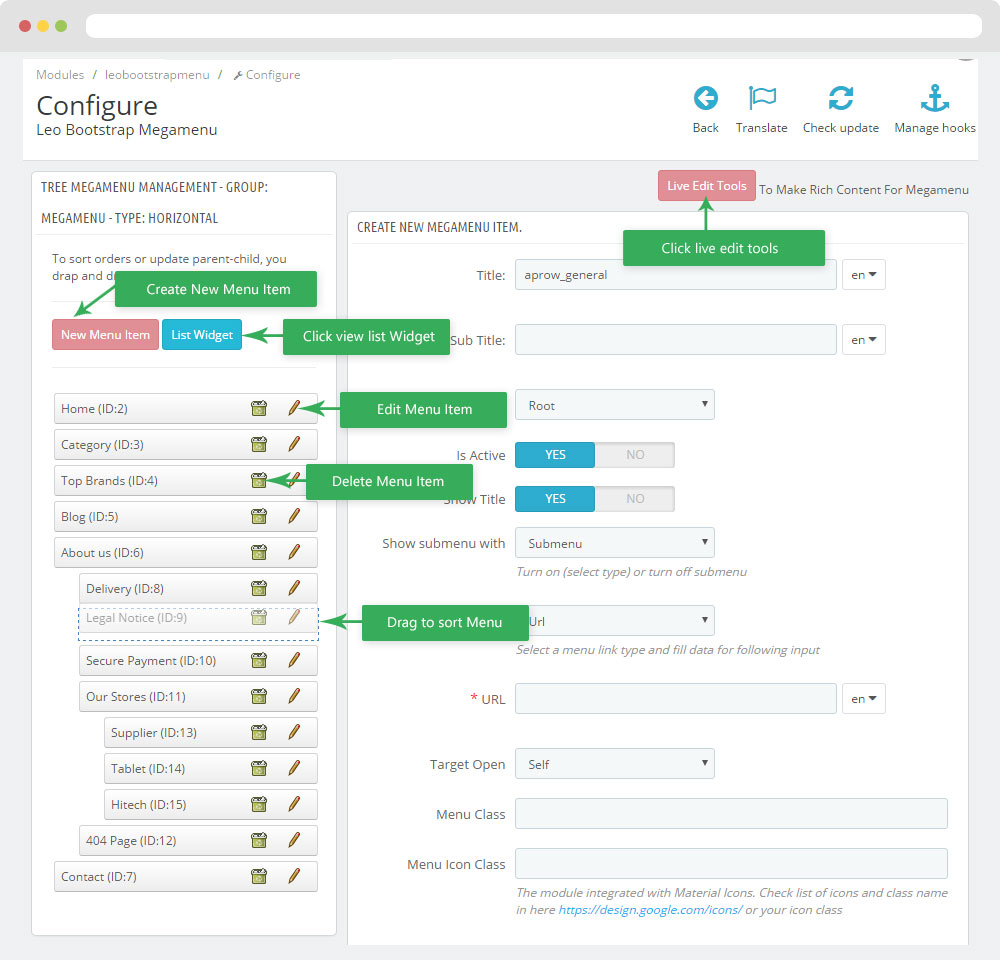 Modules / leobootstrapmenu / Configure
Configure
Leo Bootstrap Megamenu
Back
Translate
Check update
Manage hooks
TREE MEGAMENU MANAGEMENT - GROUP:
MEGAMENU - TYPE: HORIZONTAL
To sort orders or update parent-child, you
drap and
Create New Menu Item
New Menu Item
List Widget
Click view list Widget
Home (ID:2)
Edit Menu Item
Category (ID:3)
Top Brands (ID:4)
Delete Menu Item
Blog (ID:5)
About us (ID:6)
Delivery (ID:8)
Legal Notice (ID:9)
Drag to sort Menu
Secure Payment (ID:10)
Our Stores (ID:11)
Supplier (ID:13)
Tablet (ID:14)
Hitech (ID:15)
404 Page (ID:12)
Contact (ID:7)
Live Edit Tools To Make Rich Content For Megamenu
Click live edit tools
CREATE NEW MEGAMENU ITEM.
Title: aprow_general en
Sub Title: en
Root
Is Active YES NO
Show Title YES NO
Show submenu with Submenu
Turn on (select type) or turn off submenu
Url
Select a menu link type and fill data for following input
* URL en
Target Open Self
Menu Class
Menu Icon Class
The module integrated with Material Icons. Check list of icons and class name
in here https://design.google.com/icons/ or your icon class